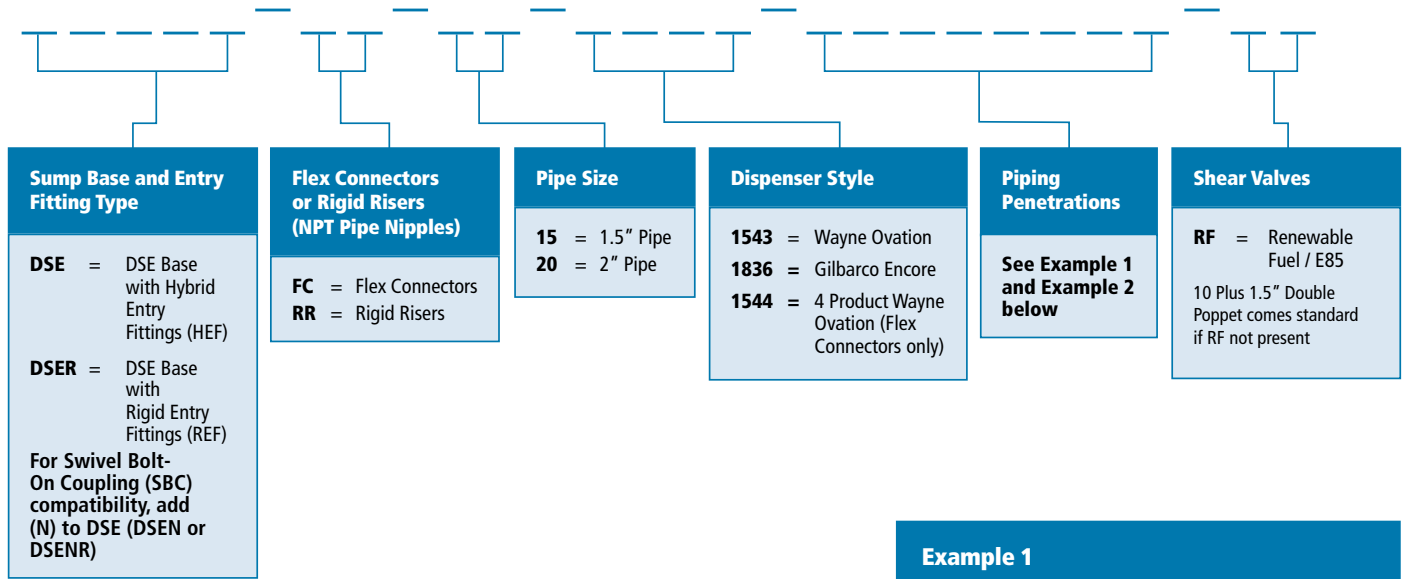 Sump Base and Entry
Fitting Type
DSE = DSE Base
with Hybrid
Entry
Fittings (HEF)
DSER = DSE Base
with
Rigid Entry
Fittings (REF)
For Swivel Bolt-
On Coupling (SBC)
compatibility, add
(N) to DSE (DSEN or
DSENR)
Flex Connectors
or Rigid Risers
(NPT Pipe Nipples)
FC = Flex Connectors
RR = Rigid Risers
Pipe Size
15 = 1.5" Pipe
20 = 2" Pipe
Dispenser Style
1543 = Wayne Ovation
1836 = Gilbarco Encore
1544 = 4 Product Wayne
Ovation (Flex
Connectors only)
Piping
Penetrations
See Example 1
and Example 2
below
Shear Valves
RF = Renewable
Fuel / E85
10 Plus 1.5" Double
Poppet comes standard
if RF not present
Example 1